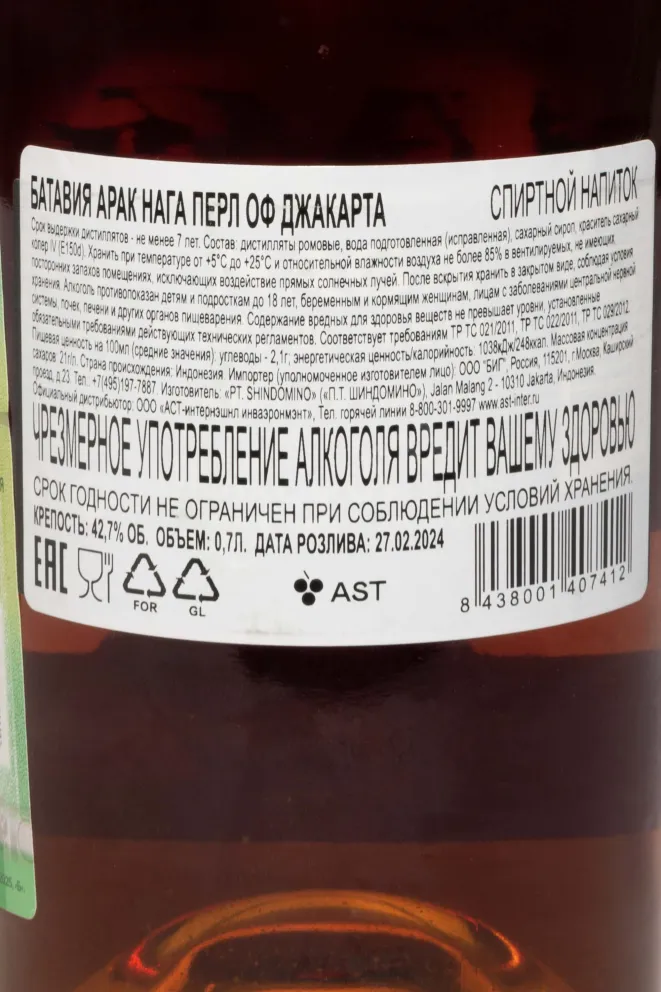 БАТАВИЯ АРАК НАГА ПЕРЛ ОФ ДЖАКАРТА СПИРТНОЙ НАПИТОК
Срок выдержки дистиллятов - не менее 7 лет. Состав: дистилляты ромовые, вода подготовленная (исправленная), сахарный сироп, краситель сахарный
колер IV (E150d). Хранить при температуре от +5°C до +25°C и относительной влажности воздуха не более 85% в вентилируемых, не имеющих
посторонних запахов помещениях, исключающих воздействие прямых солнечных лучей. После вскрытия хранить в закрытом виде, соблюдая условия
хранения. Алкоголь противопоказан детям и подросткам до 18 лет, беременным и кормящим женщинам, лицам с заболеваниями центральной нервной
системы, почек, печени и других органов пищеварения. Содержание вредных для здоровья веществ не превышает уровни, установленные
обязательными требованиями действующих технических регламентов. Соответствует требованиям ТР ТС 021/2011, ТР ТС 022/2011, ТР ТС 029/2012.
Пищевая ценность на 100мл (средние значения): углеводы - 2,1г; энергетическая ценность/калорийность: 1038кДж/248ккал. Массовая концентрация
сахаров: 21г/л. Страна происхождения: Индонезия. Импортер (уполномоченное изготовителем лицо): ООО "БИГ", Россия, 115201, г.Москва, Каширский
проезд, д.23. Тел.: +7(495)197-7887. Изготовитель: «PT. SHINDOMINO» («П.Т. ШИНДОМИНО»), Jalan Malang 2 - 10310 Jakarta, Индонезия.
Официальный дистрибьютор: ООО «АСТ-интернэшнл инваэронмэнт», Тел. горячей линии 8-800-301-9997 www.ast-inter.ru
ЧРЕЗМЕРНОЕ УПОТРЕБЛЕНИЕ АЛКОГОЛЯ ВРЕДИТ ВАШЕМУ ЗДОРОВЬЮ
СРОК ГОДНОСТИ НЕ ОГРАНИЧЕН ПРИ СОБЛЮДЕНИИ УСЛОВИЙ ХРАНЕНИЯ.
КРЕПОСТЬ: 42,7% ОБ. ОБЪЕМ: 0,7Л. ДАТА РОЗЛИВА: 27.02.2024
EAC FOR GL AST
8 438001 407412